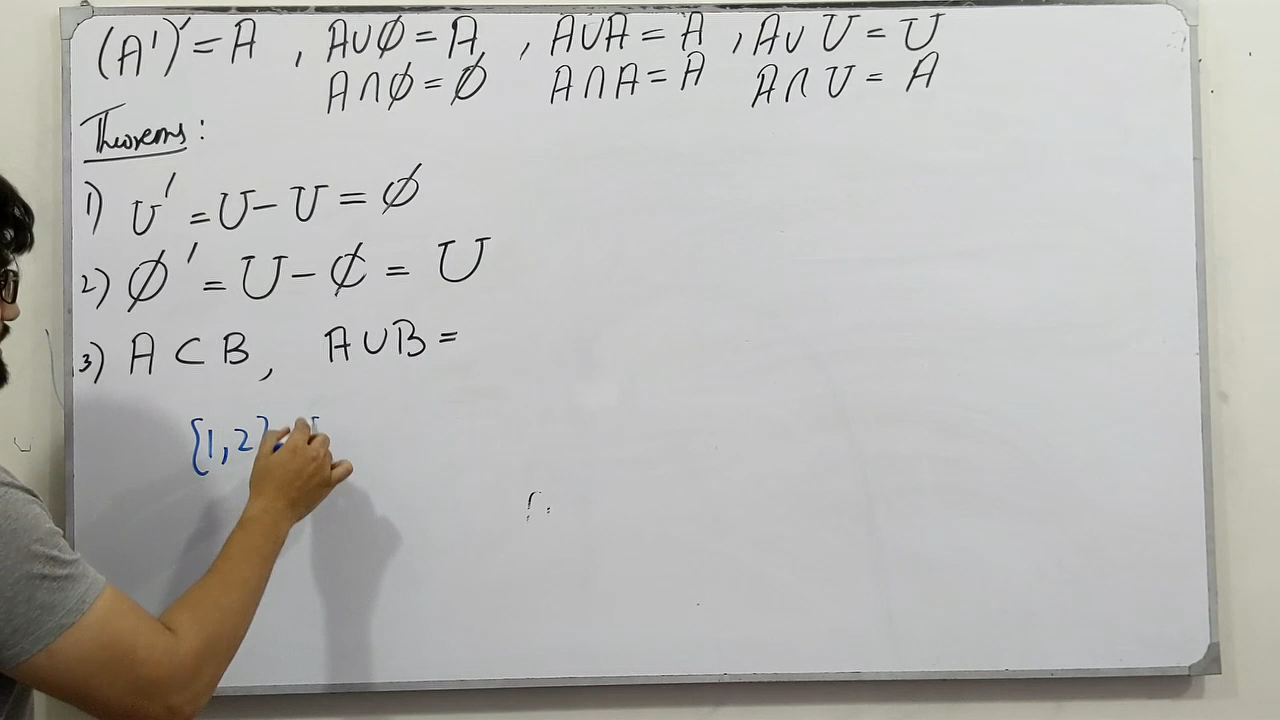 (A')' = A , A∪∅ = A, , A∪A = A , A∪U = U
A∩∅ = ∅ A∩A = A A∩U = A
Theorems :
1) U' = U − U = ∅
2) ∅' = U − ∅ = U
3) A ⊂ B, A∪B =
{1,2}